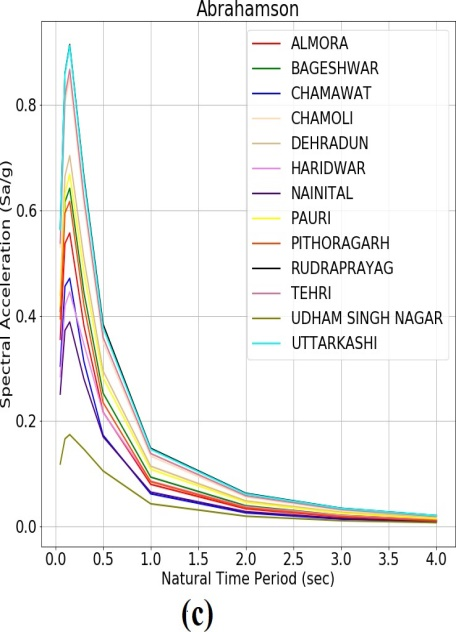 Abrahamson
Spectral Acceleration (Sa/g)
0.8
0.6
0.4
0.2
0.0
ALMORA
BAGESHWAR
CHAMAWAT
CHAMOLI
DEHRADUN
HARIDWAR
NAINITAL
PAURI
PITHORAGARH
RUDRAPRAYAG
TEHRI
UDHAM SINGH NAGAR
UTTARKASHI
0.0 0.5 1.0 1.5 2.0 2.5 3.0 3.5 4.0
Natural Time Period (sec)
(c)